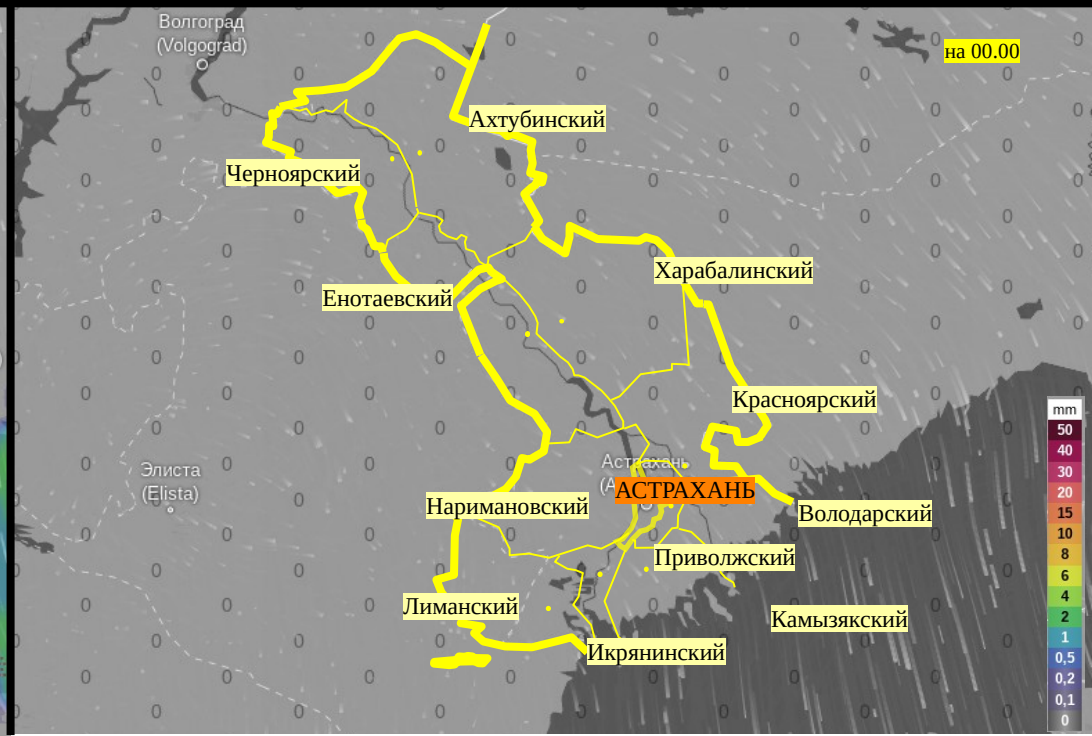 Волгоград
(Volgograd)
на 00.00
Ахтубинский
Черноярский
Харабалинский
Енотаевский
Красноярский
Элиста
(Elista)
Астрахань
(А
АСТРАХАНЬ
Наримановский
Володарский
Приволжский
Лиманский
Камызякский
Икрянинский
mm
50
40
30
20
15
10
8
6
4
2
1
0,5
0,2
0,1
0